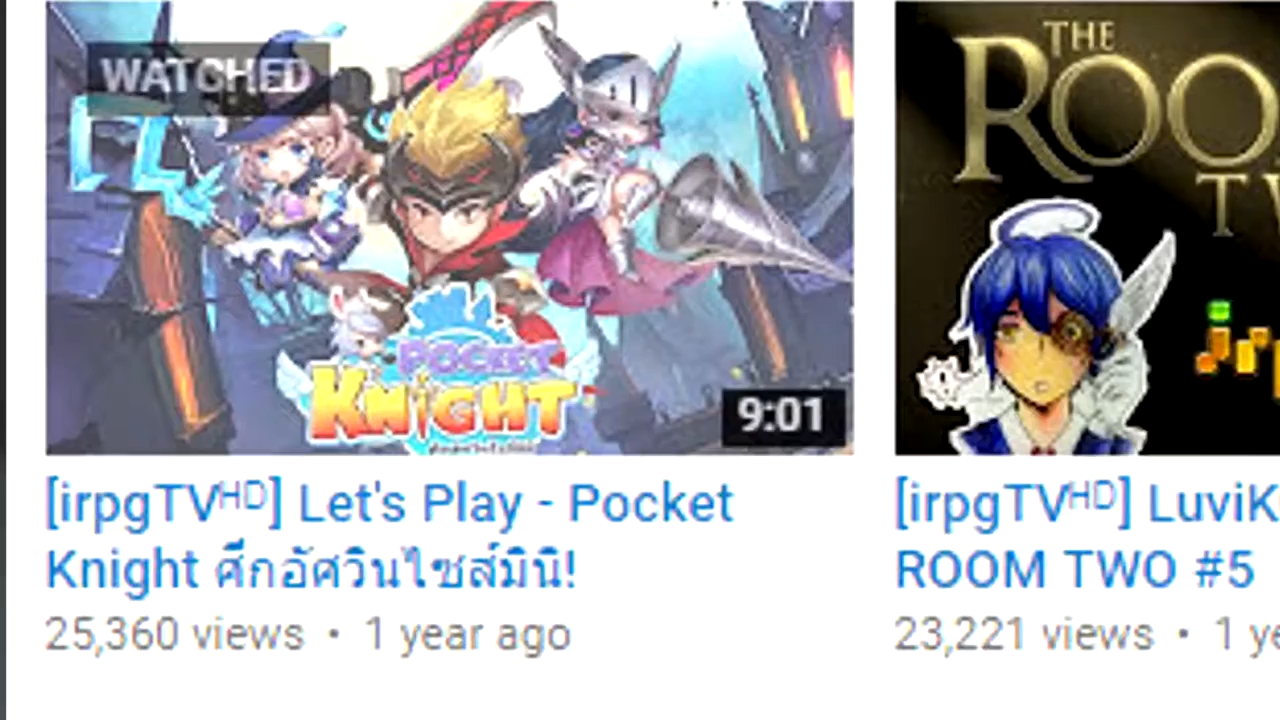 WATCHED
POCKET
KNIGHT
9:01
[irpgTVᴴᴰ] Let's Play - Pocket
Knight ศึกอัศวินไซส์มินิ!
25,360 views • 1 year ago
THE
ROO
TW
[irpgTVᴴᴰ] LuviK
ROOM TWO #5
23,221 views • 1 ye